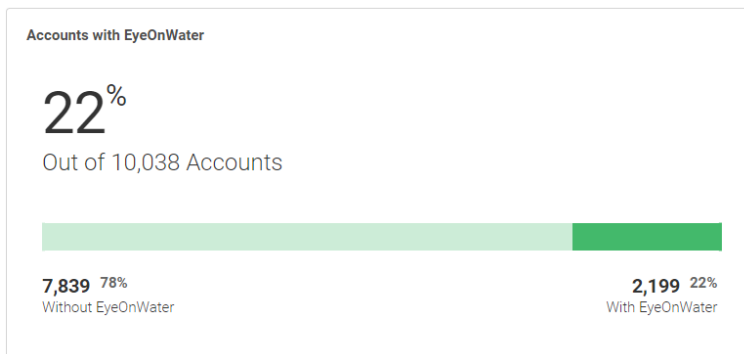 Accounts with EyeOnWater
22%
Out of 10,038 Accounts
7,839 78%
Without EyeOnWater
2,199 22%
With EyeOnWater